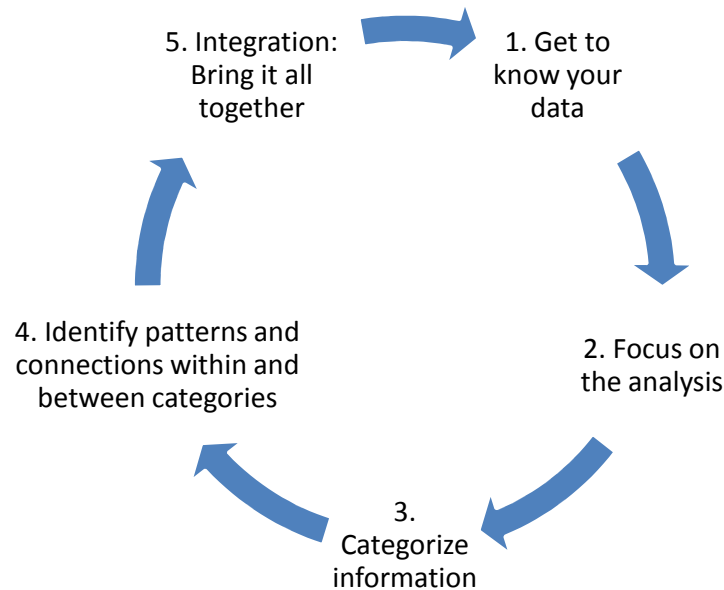 1. Get to
know your
data
2. Focus on
the analysis
3.
Categorize
information
4. Identify patterns and
connections within and
between categories
5. Integration:
Bring it all
together